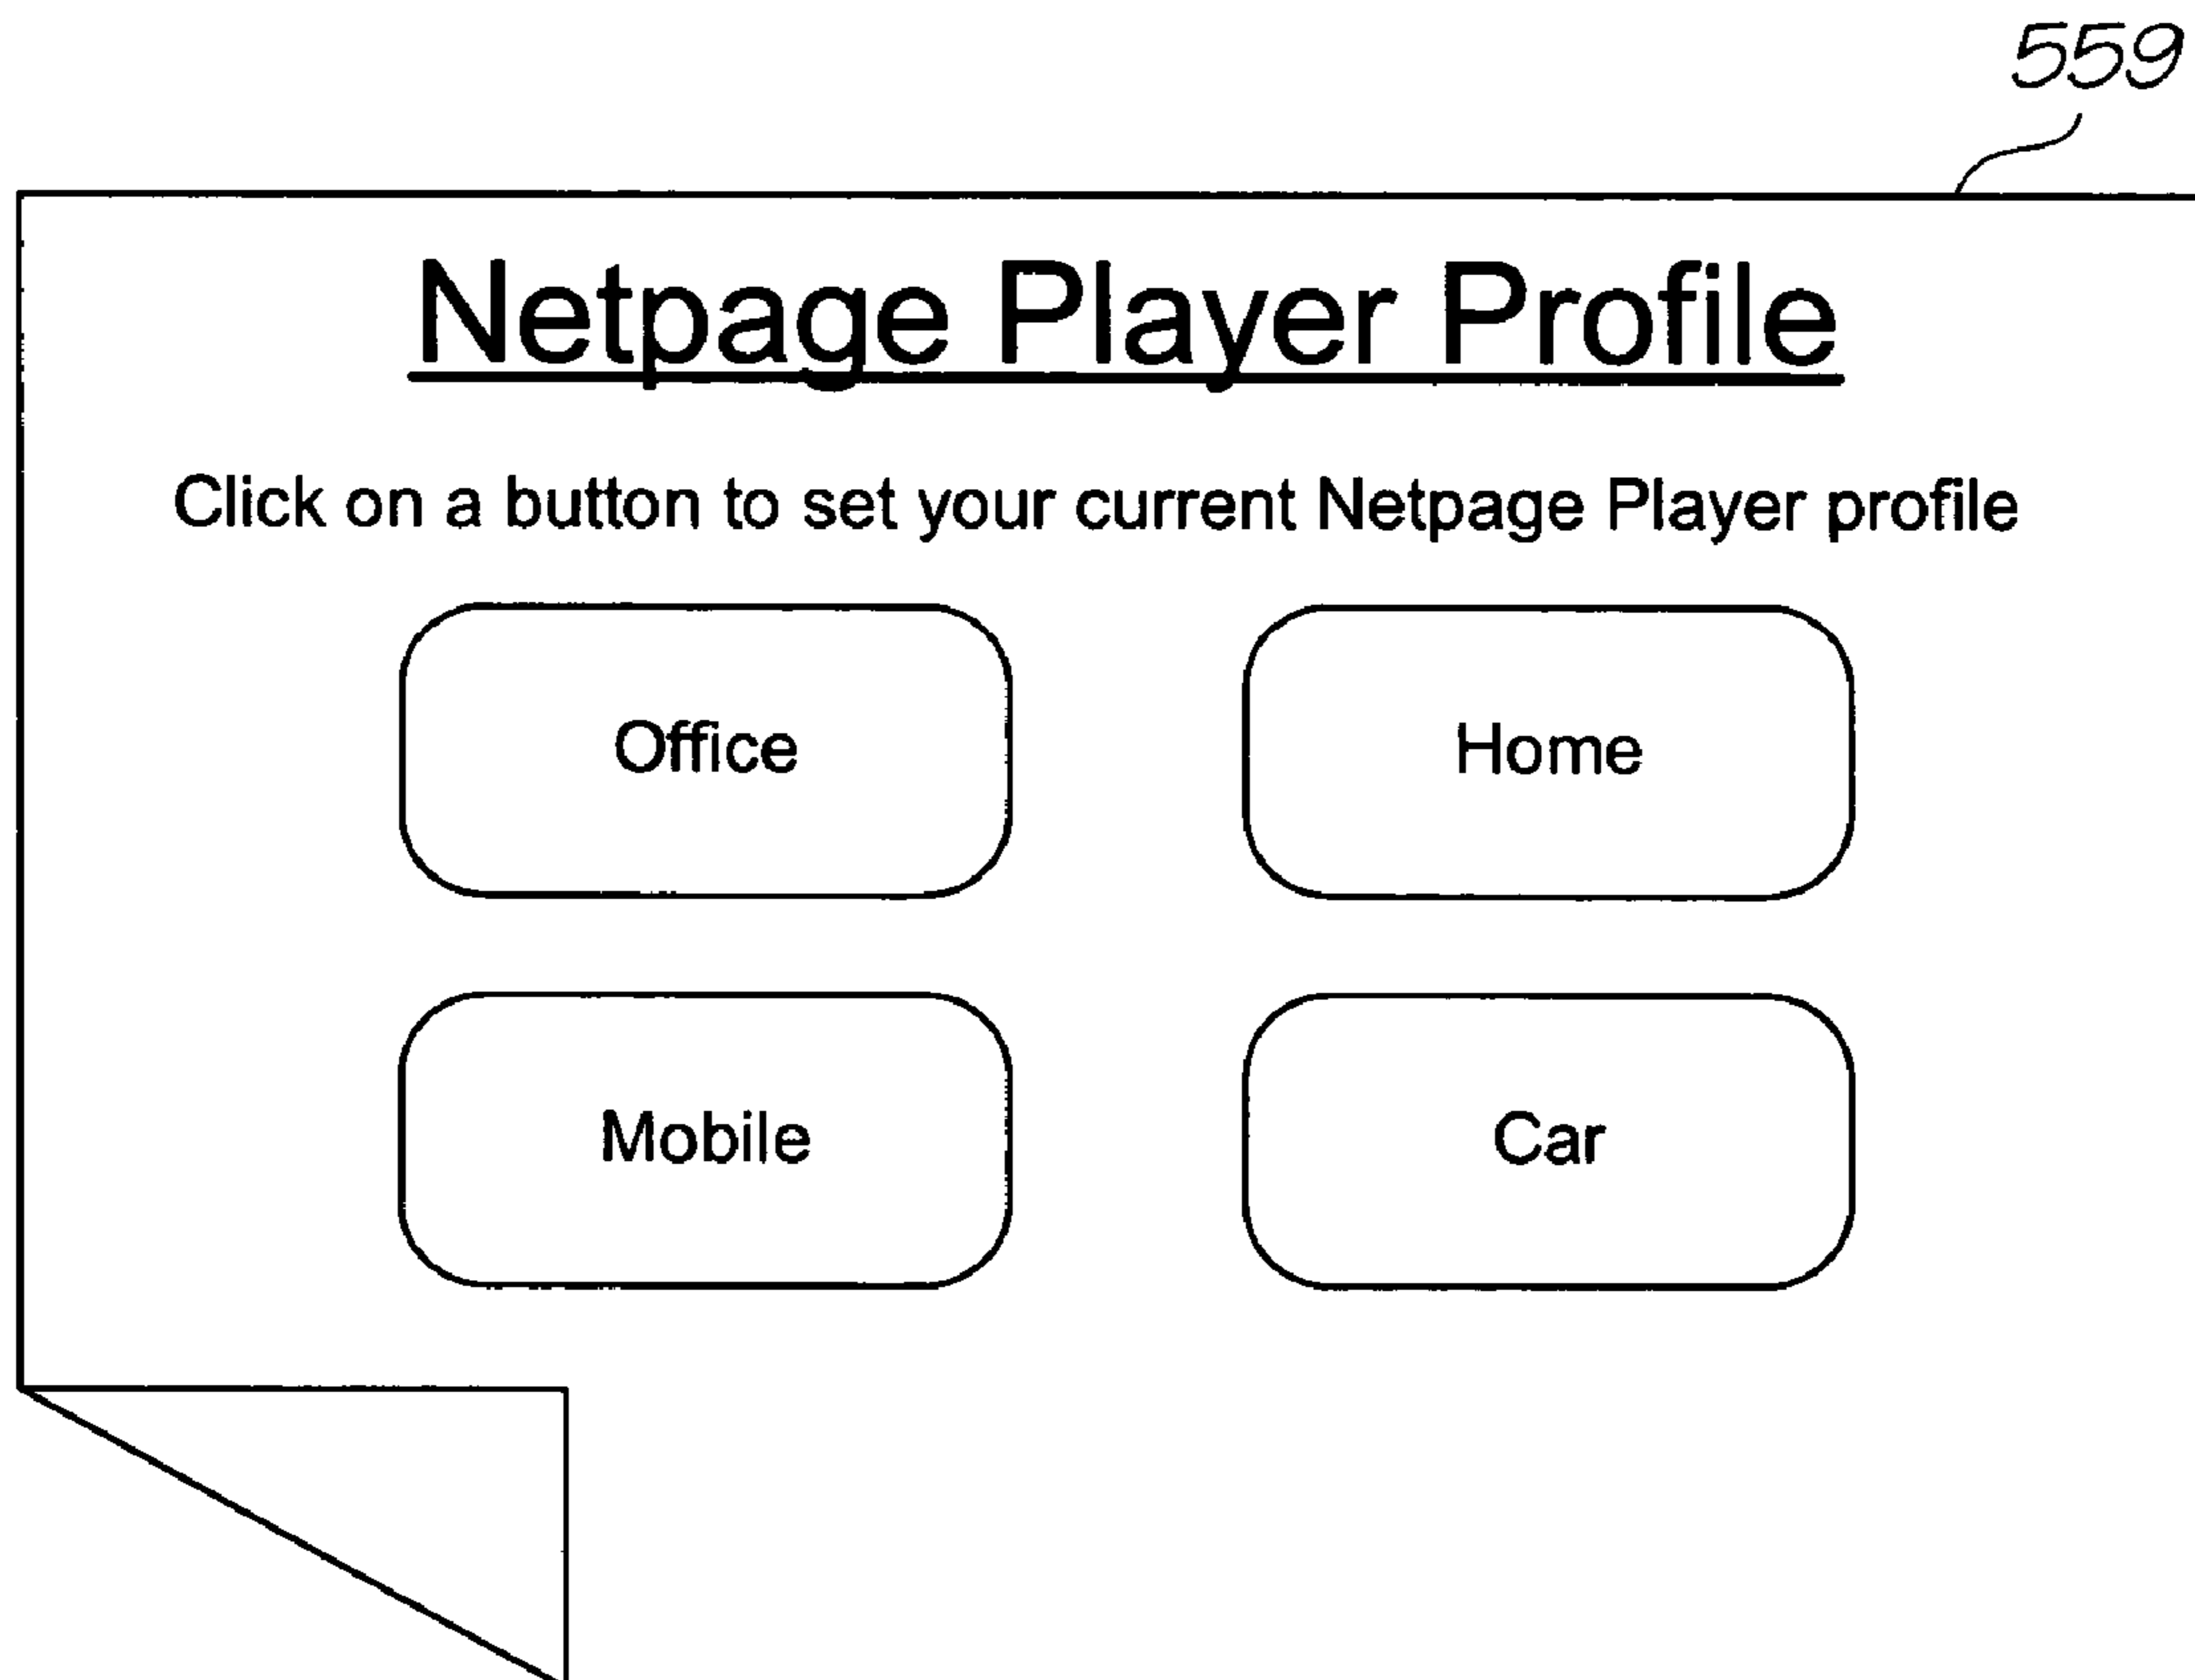 559
Netpage Player Profile
Click on a button to set your current Netpage Player profile
Office Home
Mobile Car